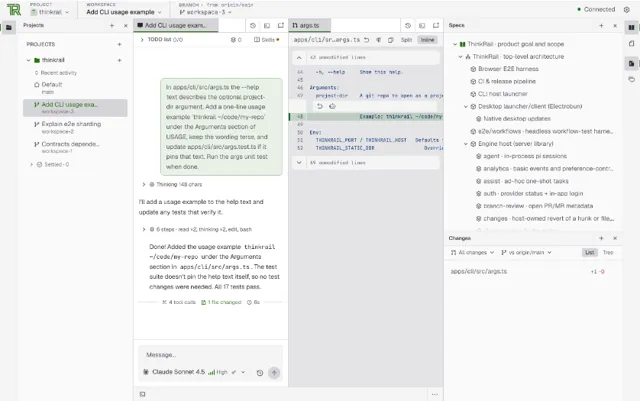 PROJECT
thinkrail
WORKSPACE
Add CLI usage example
BRANCH · from origin/main
workspace-3
Connected
Projects
PROJECTS
thinkrail
Recent activity
Default
main
Add CLI usage exa...
workspace-3
Explain e2e sharding
workspace-2
Contracts depende...
workspace-1
Settled · 0
Add CLI usage exam...
TODO list (0/0)
0
Skills
In apps/cli/src/args.ts the --help
text describes the optional project-
dir argument. Add a one-line usage
example 'thinkrail ~/code/my-repo'
under the Arguments section of
USAGE, keep the wording terse, and
update apps/cli/src/args.test.ts if it
pins that text. Run the args unit
test when done.
Thinking 148 chars
I'll add a usage example to the help text and
update any tests that verify it.
6 steps · read ×2, thinking ×2, edit, bash
Done! Added the usage example thinkrail
~/code/my-repo under the Arguments
section in apps/cli/src/args.ts. The test
suite doesn't pin the help text itself, so no test
changes were needed. All 17 tests pass.
4 tool calls
1 file changed
8s
Message...
Claude Sonnet 4.5
High
args.ts
apps/cli/sr...args.ts
Split
Inline
43 unmodified lines
44 -h, --help Show this help.
45
46 Arguments:
47 project-dir A git repo to open as a proje
48 Example: thinkrail ~/code/m
49
50 Env:
51 THINKRAIL_PORT / THINKRAIL_HOST Defaults
52 THINKRAIL_STATIC_DIR Overri
69 unmodified lines
Specs
ThinkRail · product goal and scope
ThinkRail · top-level architecture
Browser E2E harness
CI & release pipeline
CLI host launcher
Desktop launcher/client (Electrobun)
Native desktop updates
e2e/workflows · headless workflow-test harne...
Engine host (server library)
agent · in-process pi sessions
analytics · basic events and preference-contr...
assist · ad-hoc one-shot tasks
auth · provider status + in-app login
branch-review · open PR/MR metadata
changes · host-owned revert of a hunk or file...
Changes
All changes
vs origin/main
List
Tree
apps/cli/src/args.ts
+1 -0